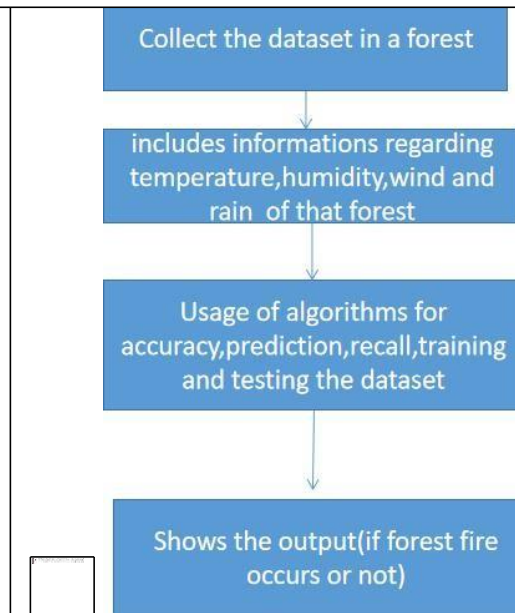 Collect the dataset in a forest
includes informations regarding
temperature,humidity,wind and
rain of that forest
Usage of algorithms for
accuracy,prediction,recall,training
and testing the dataset
Shows the output(if forest fire
occurs or not)